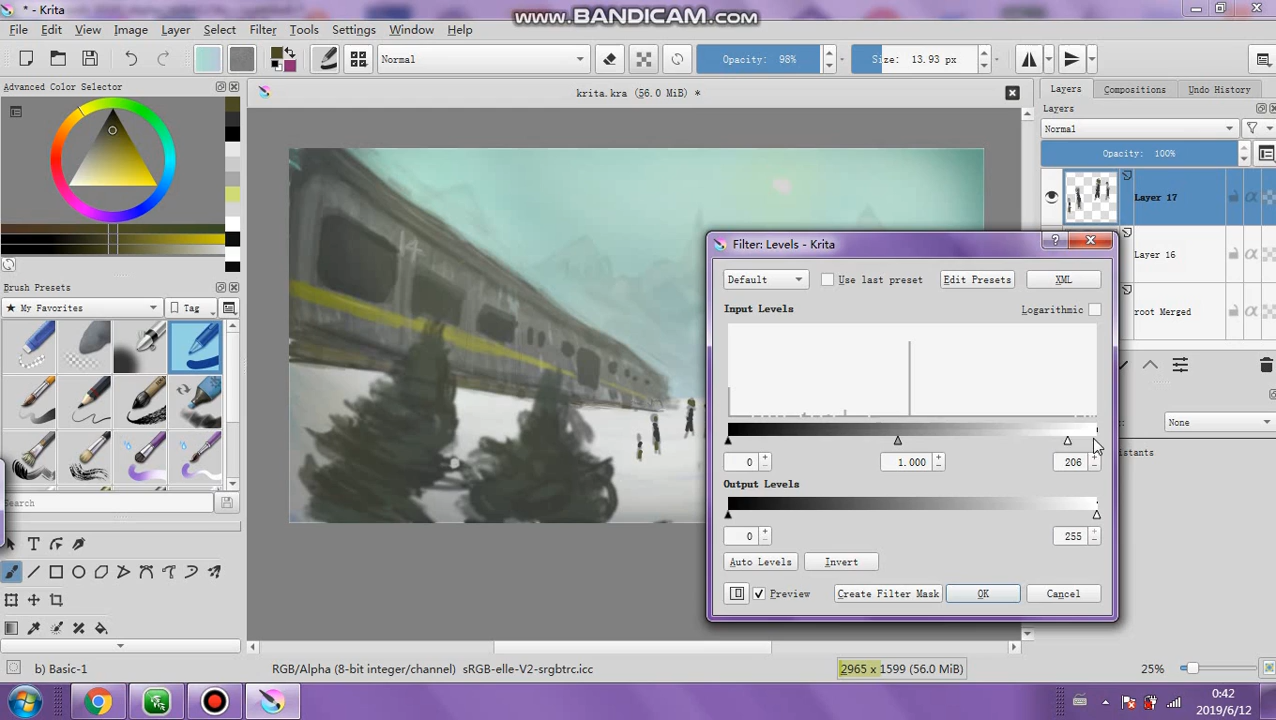 * - Krita
www.BANDICAM.com
File Edit View Image Layer Select Filter Tools Settings Window Help
Normal
Opacity: 98%
Size: 13.93 px
Advanced Color Selector
krita.kra (56.0 MiB) *
Layers Compositions Undo History
Layers
Normal
Opacity: 100%
Layer 17
Layer 16
root Merged
Filter: Levels - Krita
Default
Use last preset
Edit Presets
XML
Input Levels
Logarithmic
0
1.000
206
Output Levels
0
255
Auto Levels
Invert
Preview
Create Filter Mask
OK
Cancel
None
stants
Brush Presets
My Favorites
Tag
Search
b) Basic-1
RGB/Alpha (8-bit integer/channel) sRGB-elle-V2-srgbtrc.icc
2965 x 1599 (56.0 MiB)
25%
0:42
2019/6/12